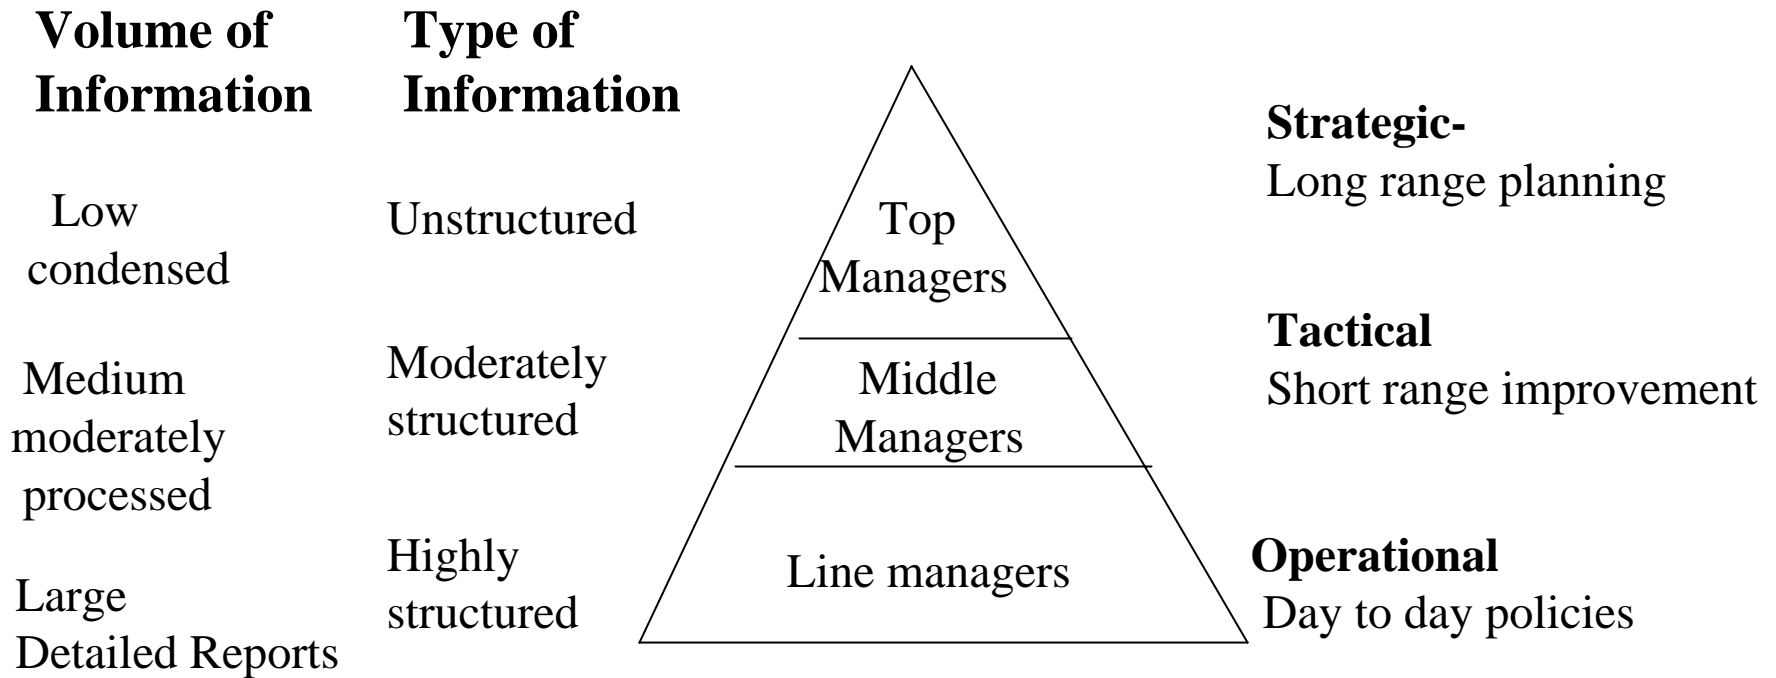 Volume of
Information
Type of
Information
Strategic-
Long range planning
Low
condensed
Unstructured
Top
Managers
Tactical
Short range improvement
Medium
moderately
processed
Moderately
structured
Middle
Managers
Operational
Day to day policies
Large
Detailed Reports
Highly
structured
Line managers